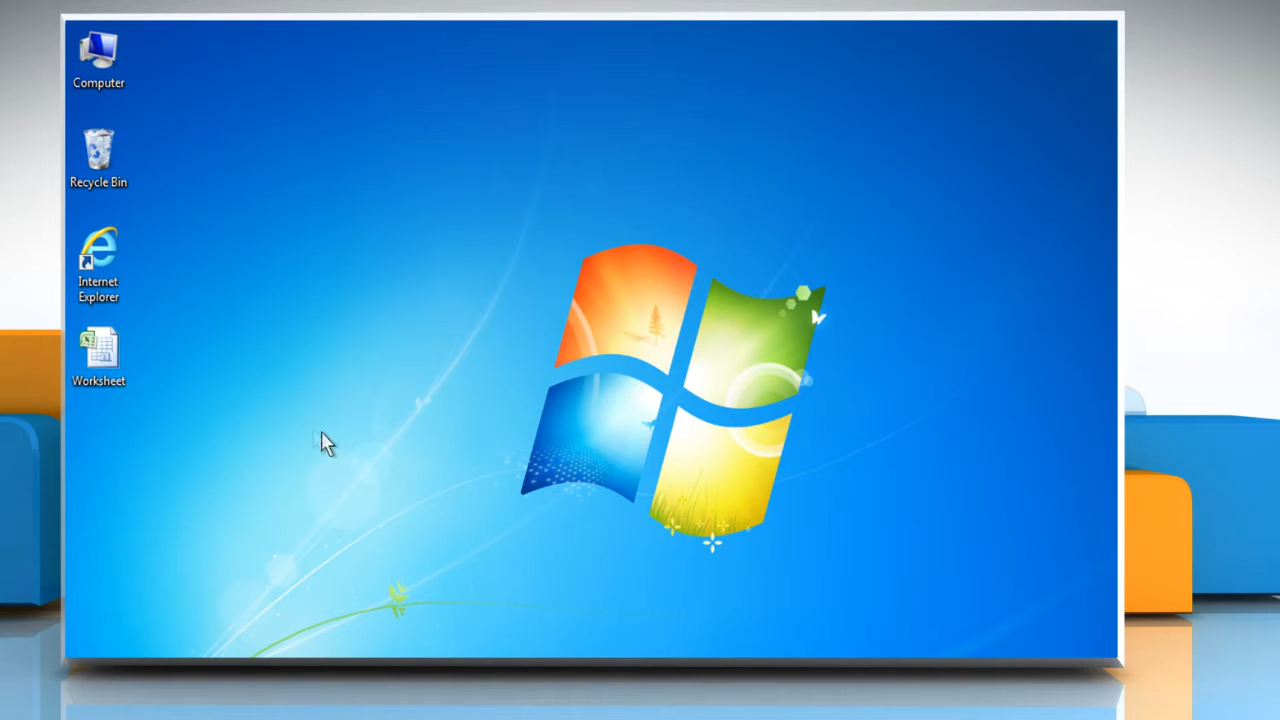 Computer
Recycle Bin
Internet
Explorer
Worksheet